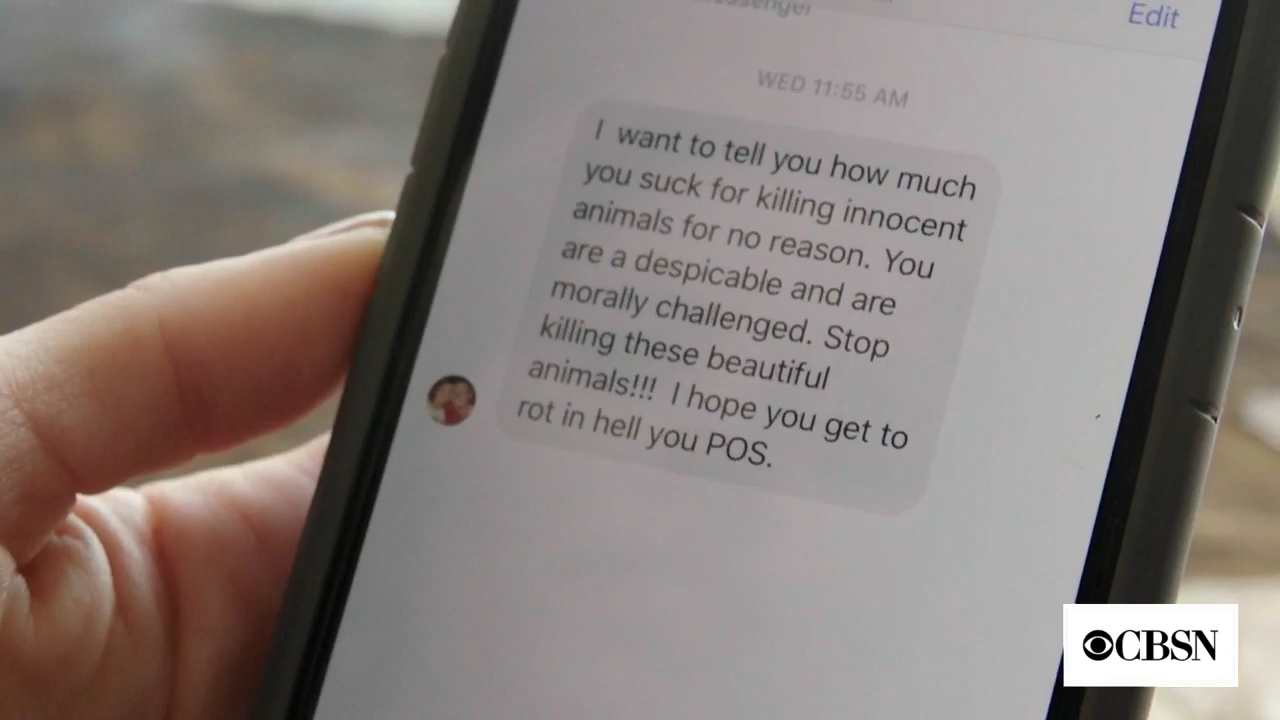 Edit
WED 11:55 AM
I want to tell you how much
you suck for killing innocent
animals for no reason. You
are a despicable and are
morally challenged. Stop
killing these beautiful
animals!!! I hope you get to
rot in hell you POS.
CBSN